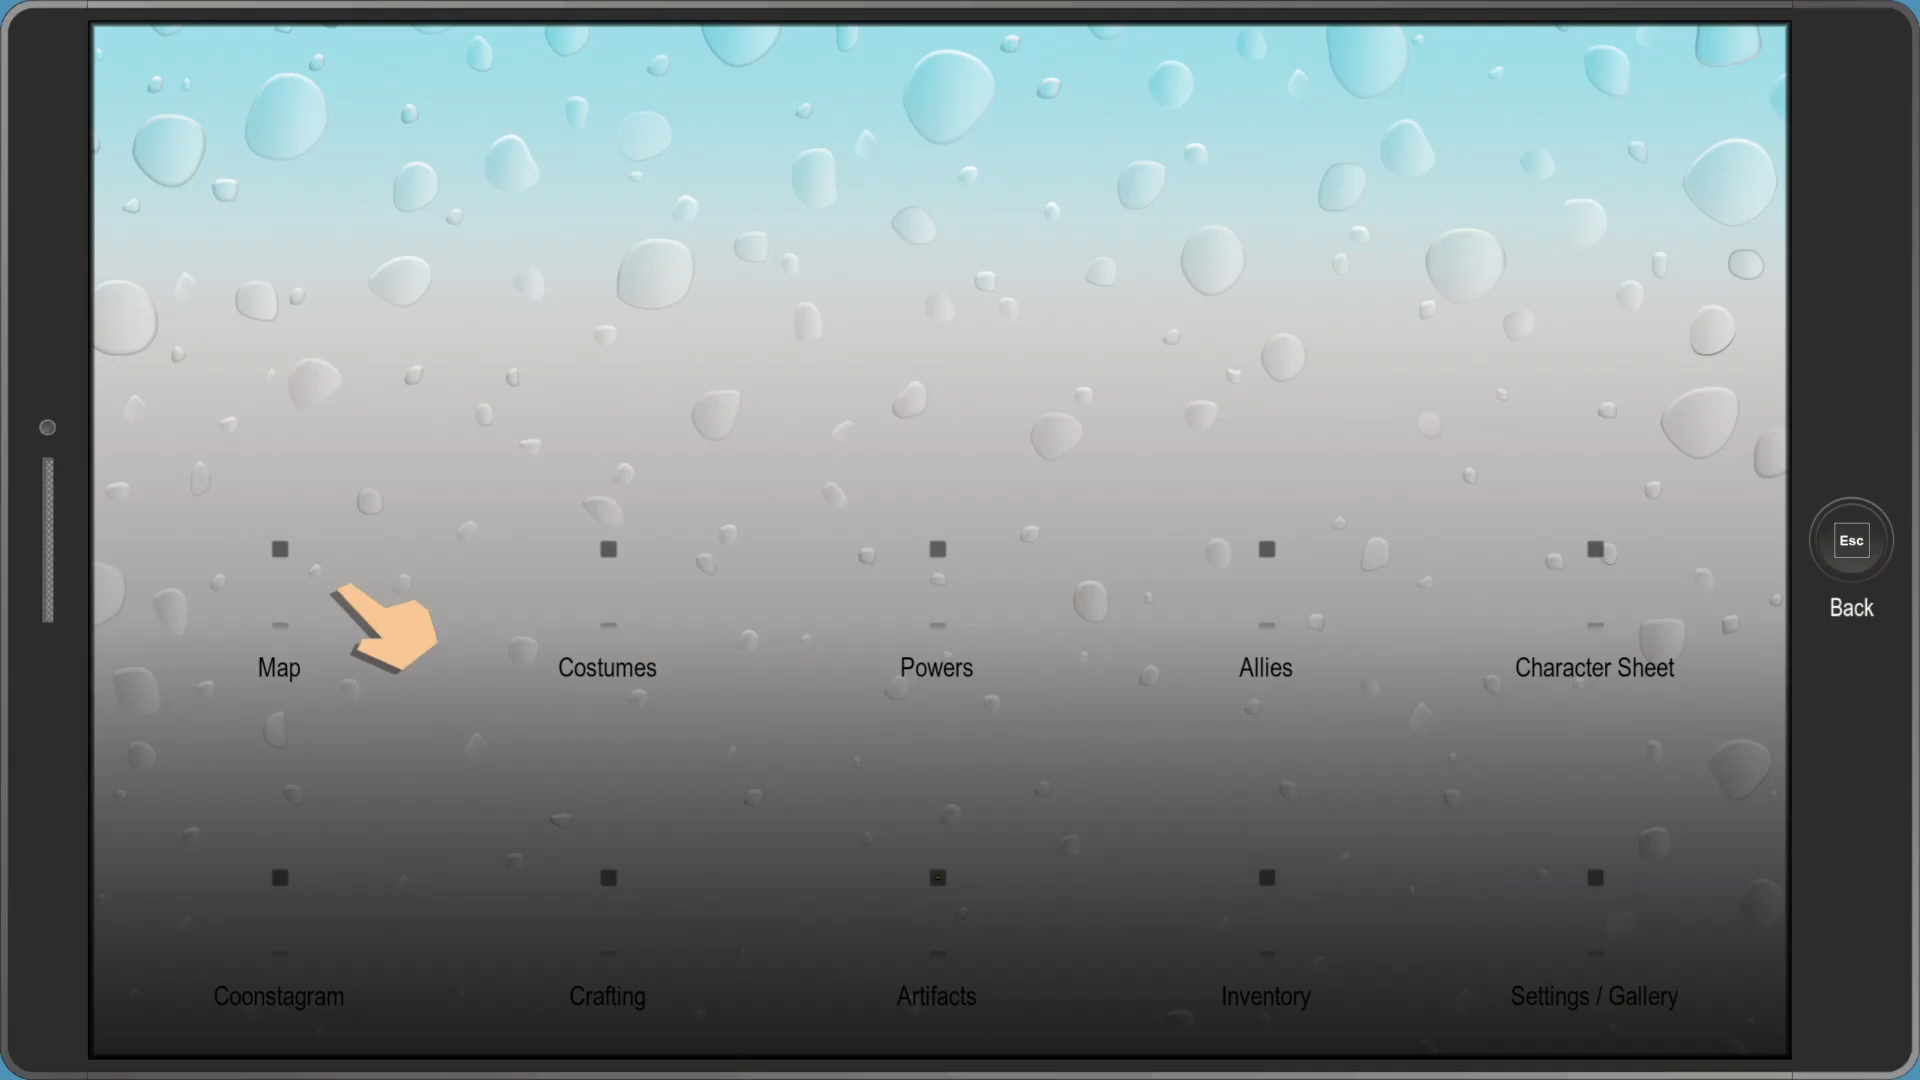 Esc
Back
Map
Costumes
Powers
Allies
Character Sheet
Coonstagram
Crafting
Artifacts
Inventory
Settings / Gallery